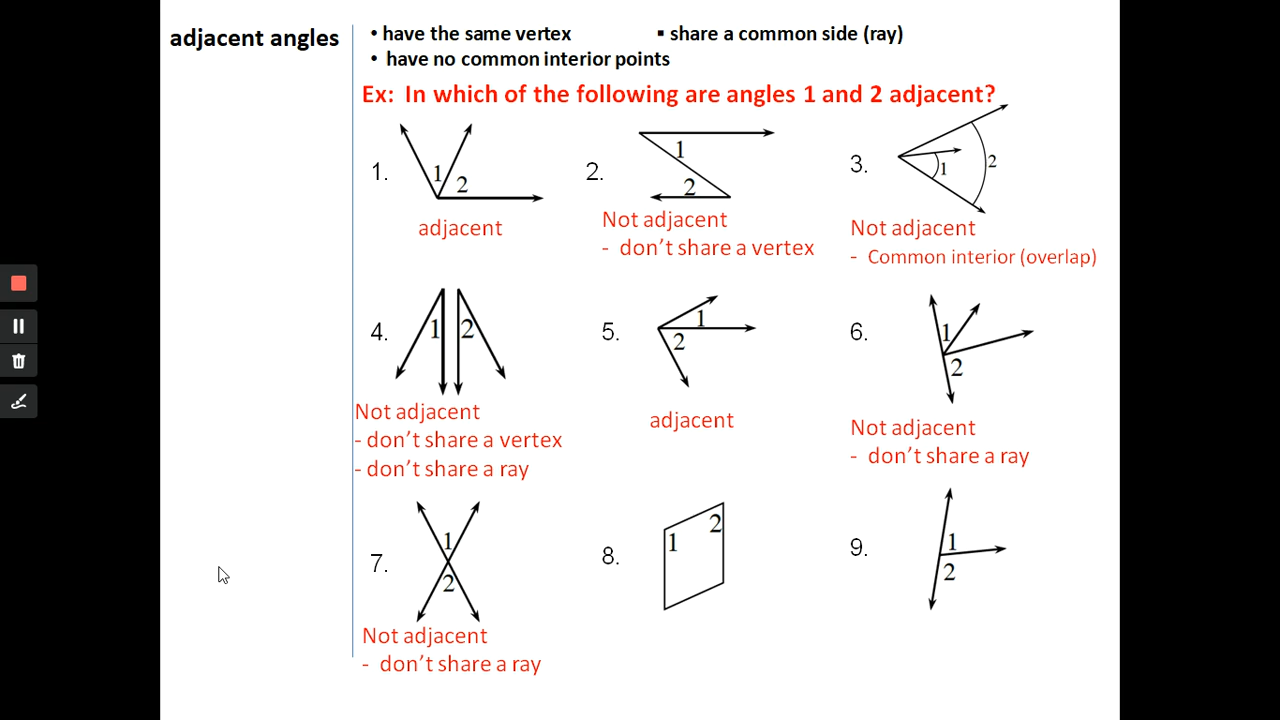 adjacent angles
• have the same vertex
▪ share a common side (ray)
• have no common interior points
Ex: In which of the following are angles 1 and 2 adjacent?
1.
1
2
adjacent
2.
1
2
Not adjacent
- don't share a vertex
3.
1
2
Not adjacent
- Common interior (overlap)
4.
1
2
Not adjacent
- don't share a vertex
- don't share a ray
5.
1
2
adjacent
6.
1
2
Not adjacent
- don't share a ray
7.
1
2
Not adjacent
- don't share a ray
8.
1
2
9.
1
2